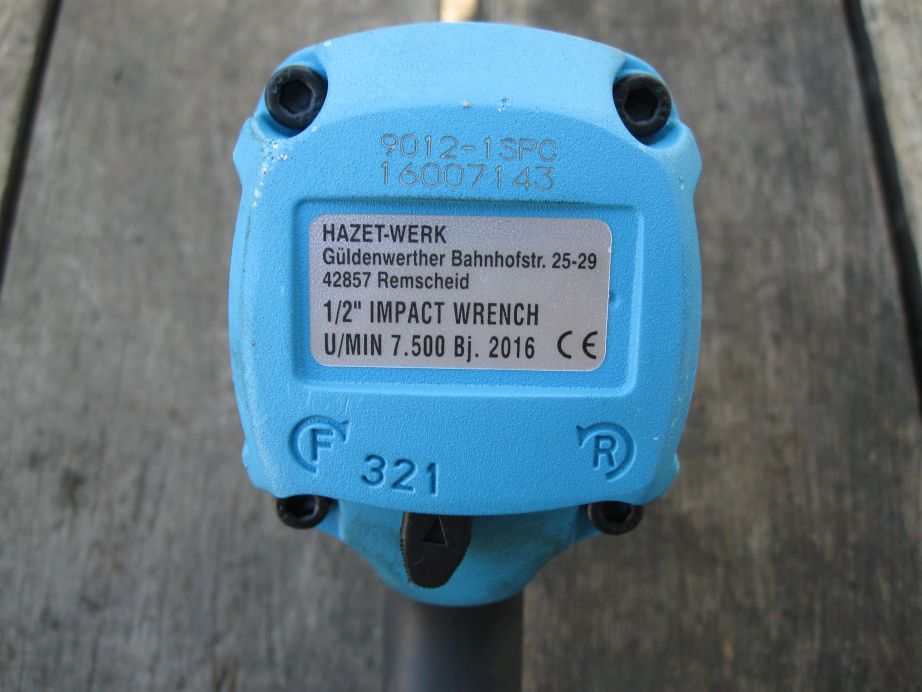 9012-1SPC
16007143
HAZET-WERK
Güldenwerther Bahnhofstr. 25-29
42857 Remscheid
1/2" IMPACT WRENCH
U/MIN 7.500 Bj. 2016 CE
F 321 R